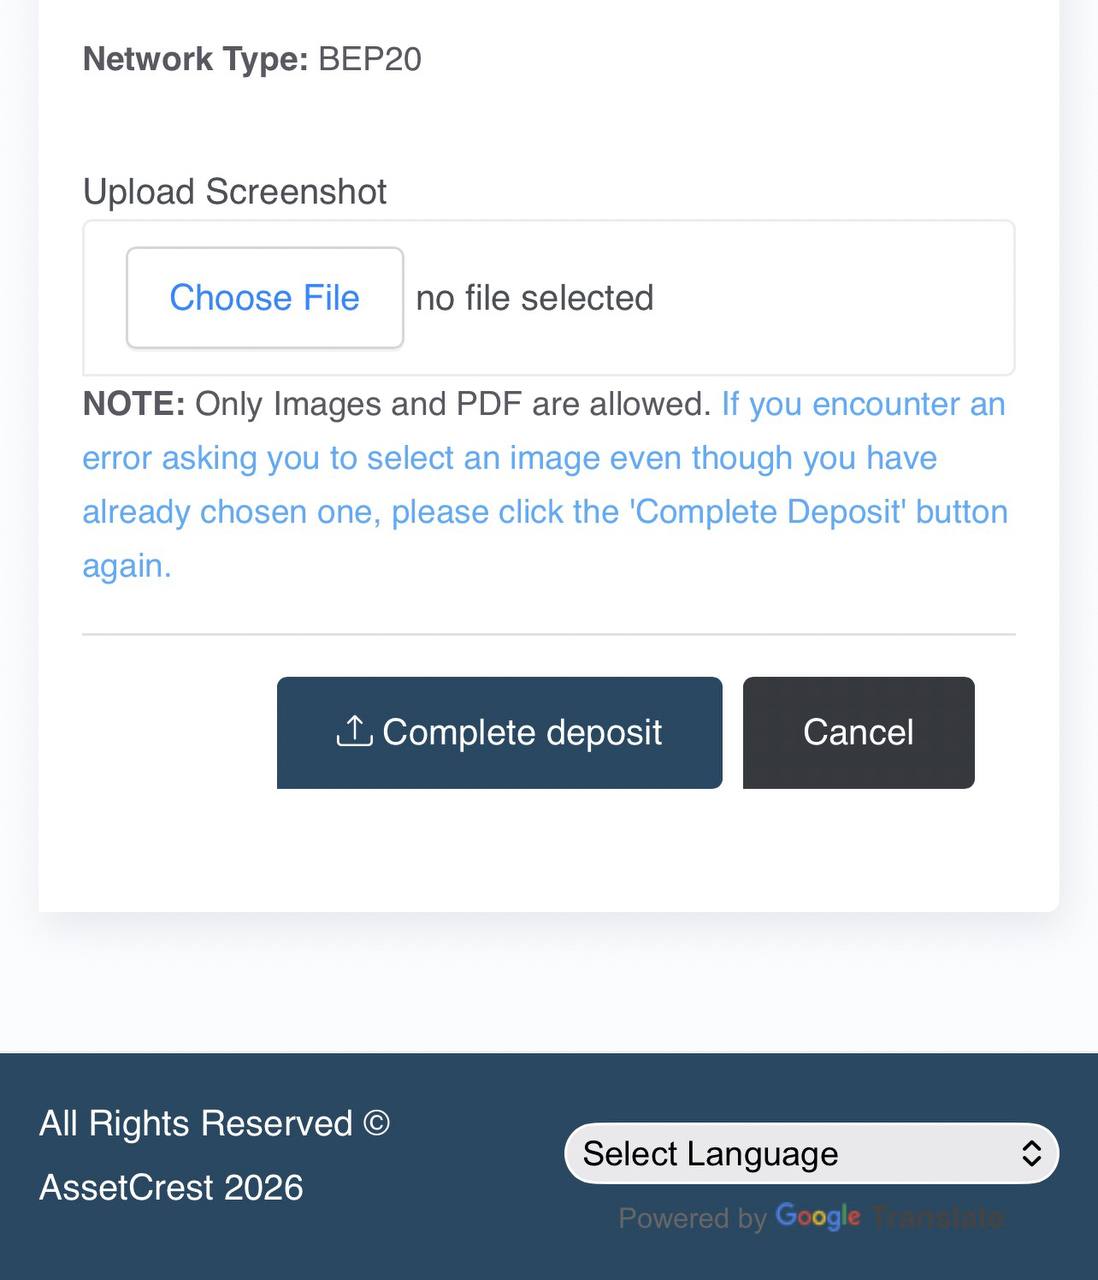 Network Type: BEP20
Upload Screenshot
Choose File no file selected
NOTE: Only Images and PDF are allowed. If you encounter an
error asking you to select an image even though you have
already chosen one, please click the 'Complete Deposit' button
again.
Complete deposit Cancel
All Rights Reserved ©
AssetCrest 2026
Select Language
Powered by Google Translate